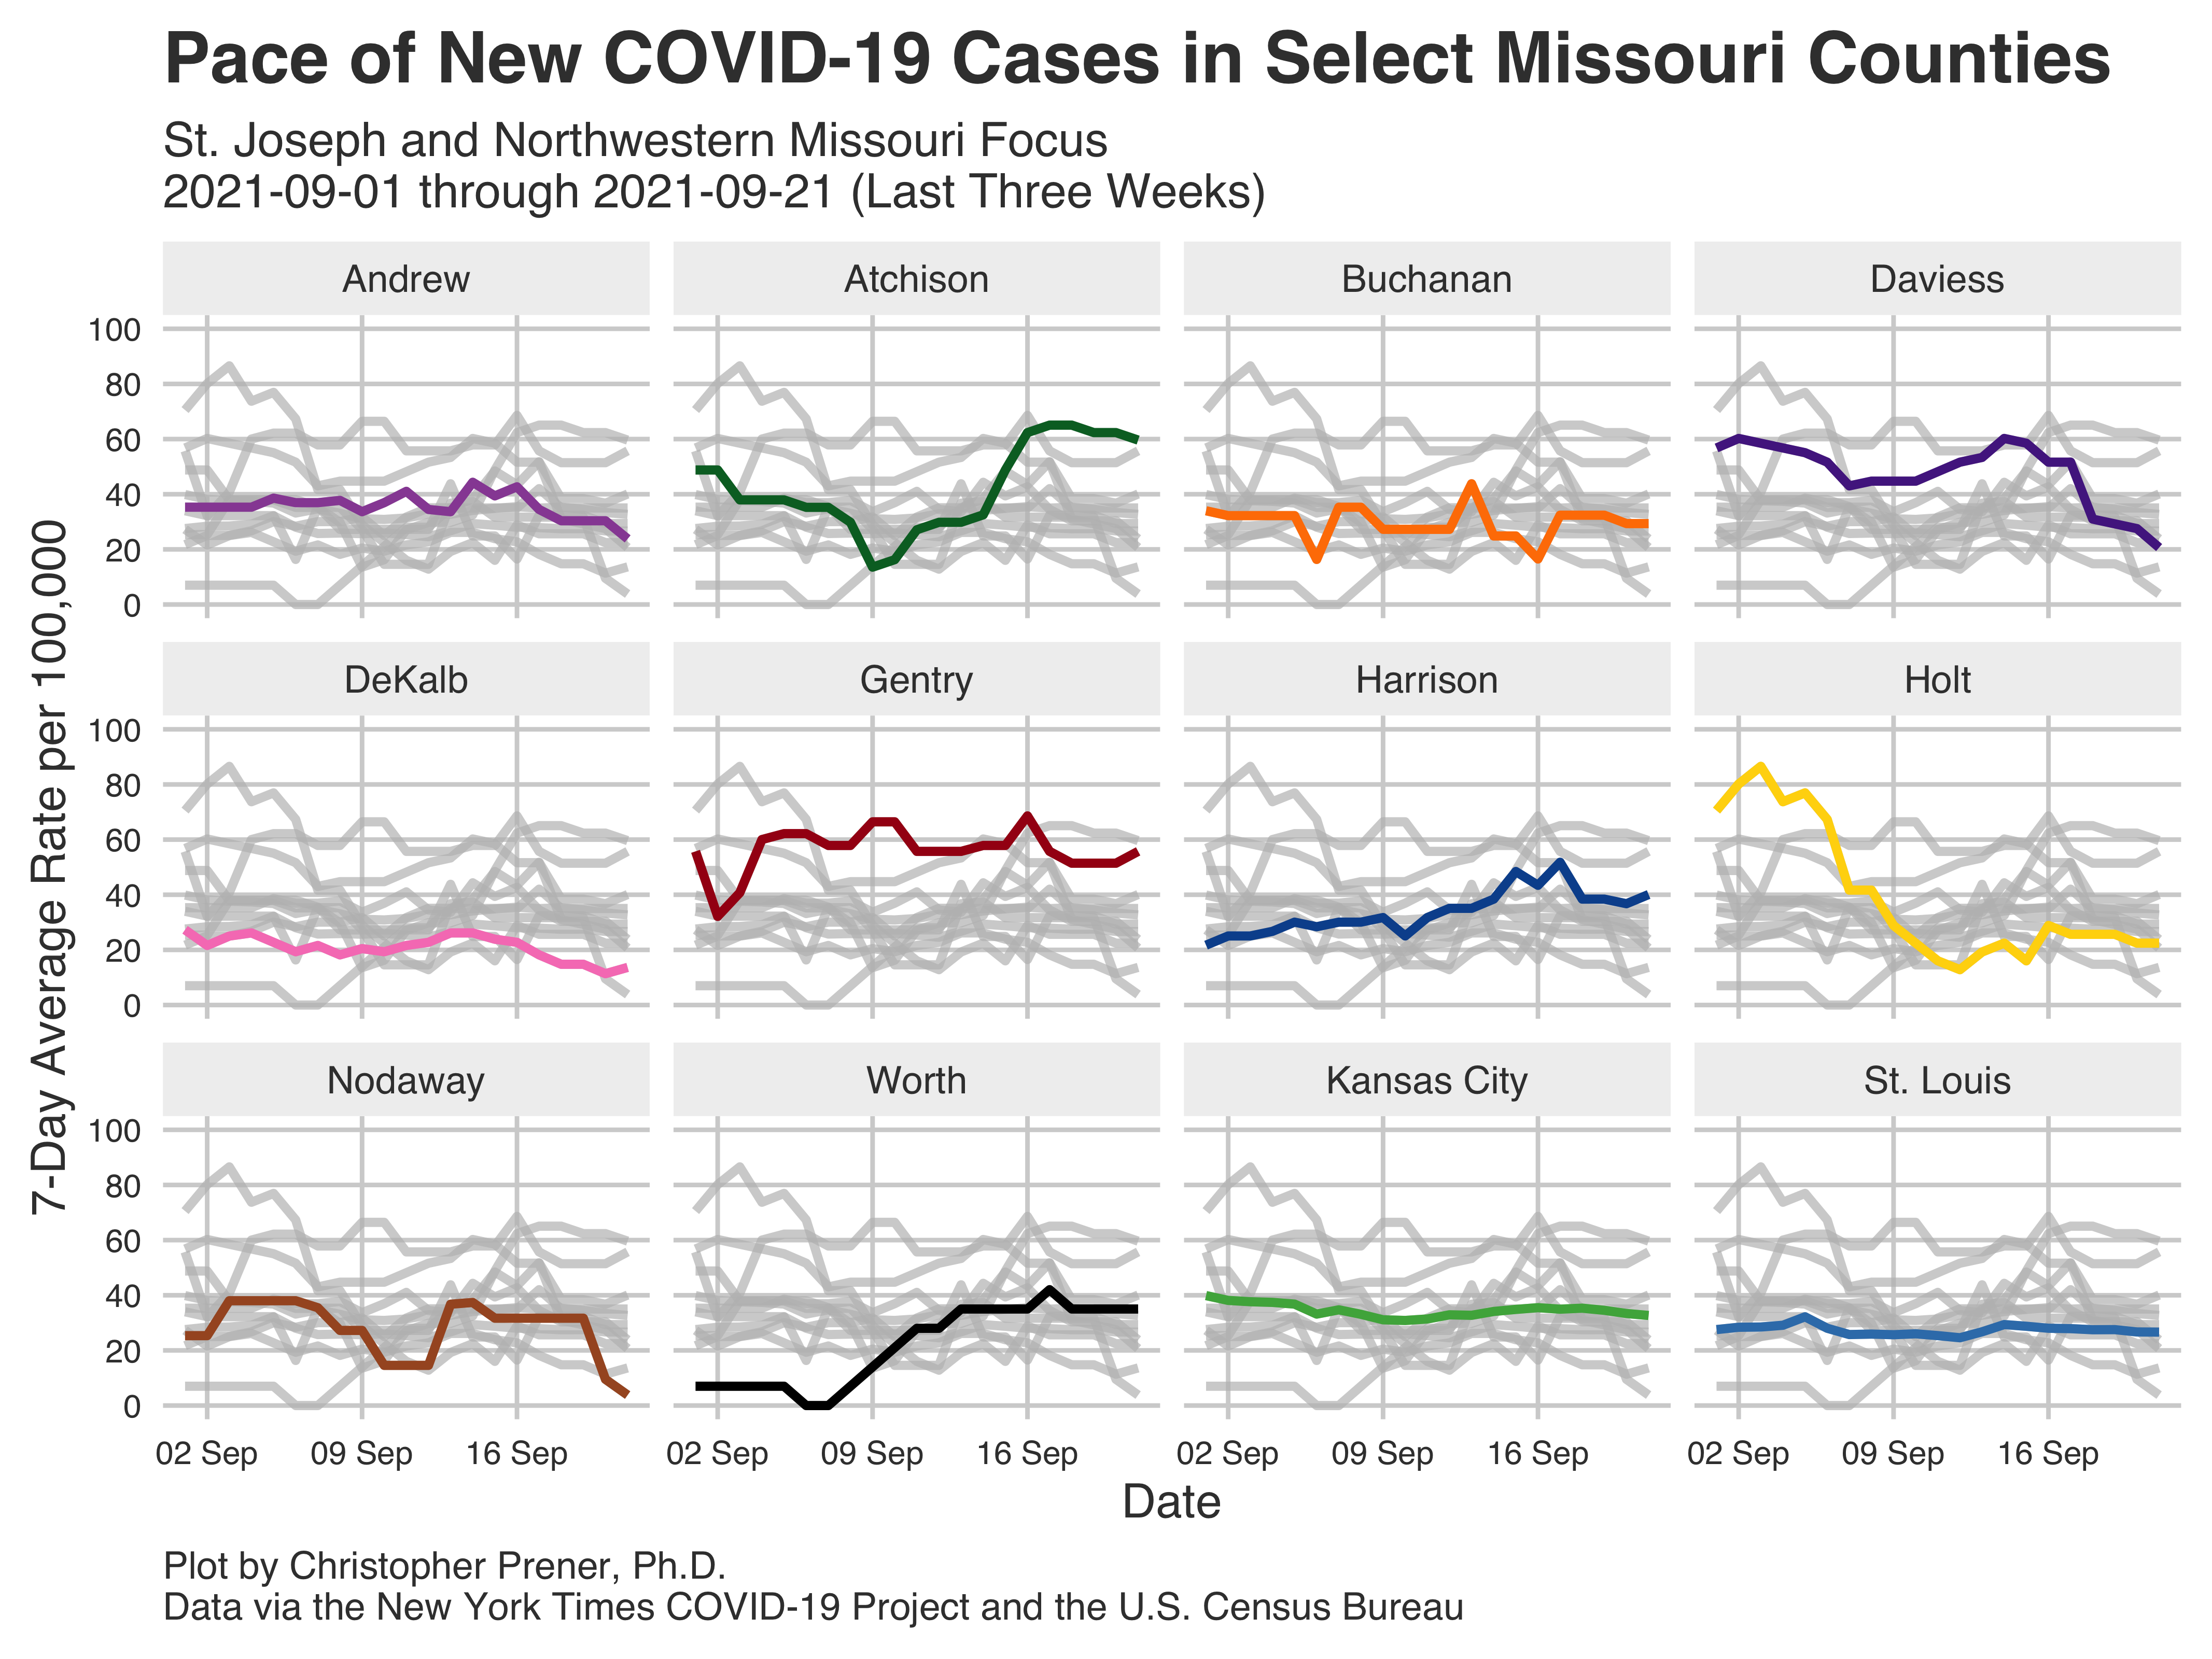 Pace of New COVID-19 Cases in Select Missouri Counties
St. Joseph and Northwestern Missouri Focus
2021-09-01 through 2021-09-21 (Last Three Weeks)
7-Day Average Rate per 100,000
Andrew
Atchison
Buchanan
Daviess
100
80
60
40
20
0
DeKalb
Gentry
Harrison
Holt
100
80
60
40
20
0
Nodaway
Worth
Kansas City
St. Louis
100
80
60
40
20
0
02 Sep 09 Sep 16 Sep
02 Sep 09 Sep 16 Sep
02 Sep 09 Sep 16 Sep
02 Sep 09 Sep 16 Sep
Date
Plot by Christopher Prener, Ph.D.
Data via the New York Times COVID-19 Project and the U.S. Census Bureau